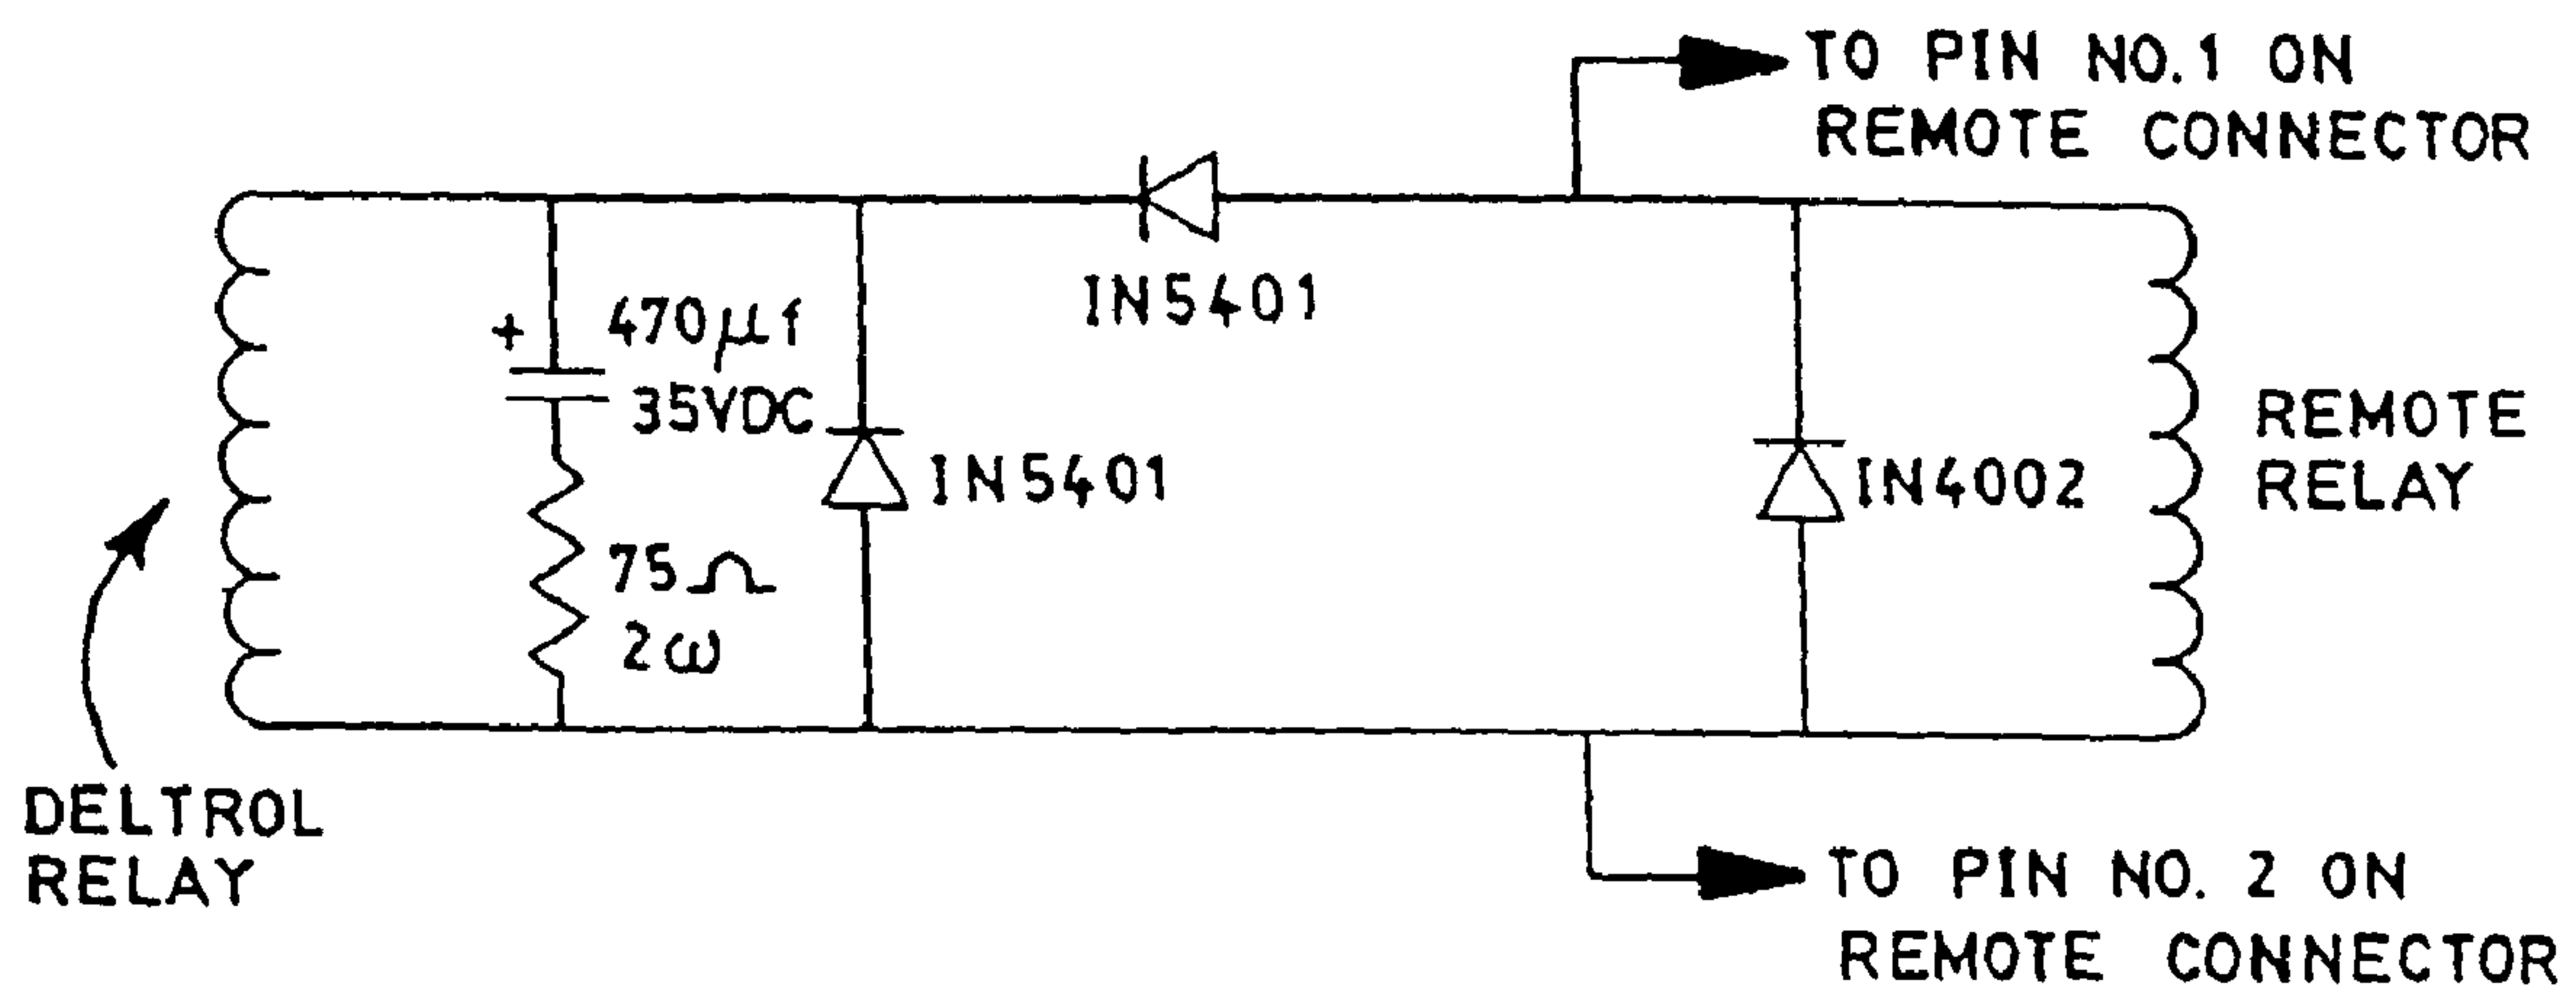 TO PIN NO.1 ON
REMOTE CONNECTOR
IN5401
+
470μf
35VDC
IN5401
IN4002
REMOTE
RELAY
75Ω
2ω
DELTROL
RELAY
TO PIN NO. 2 ON
REMOTE CONNECTOR